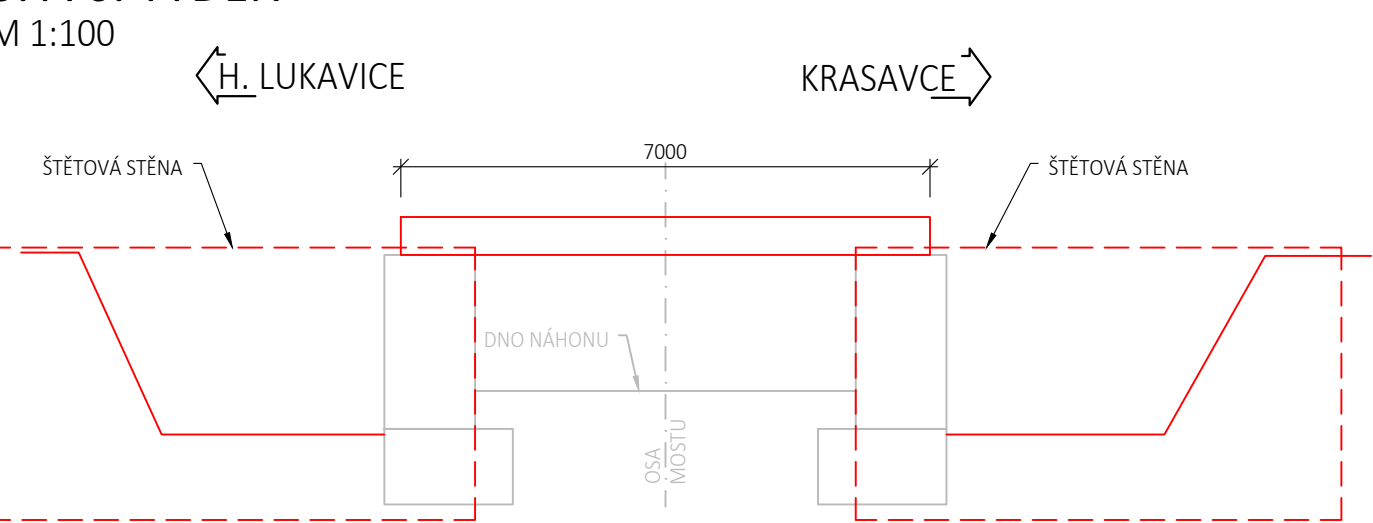 M 1:100
H. LUKAVICE
KRASAVCE
7000
ŠTĚTOVÁ STĚNA
ŠTĚTOVÁ STĚNA
DNO NÁHONU
OSA
MOSTU